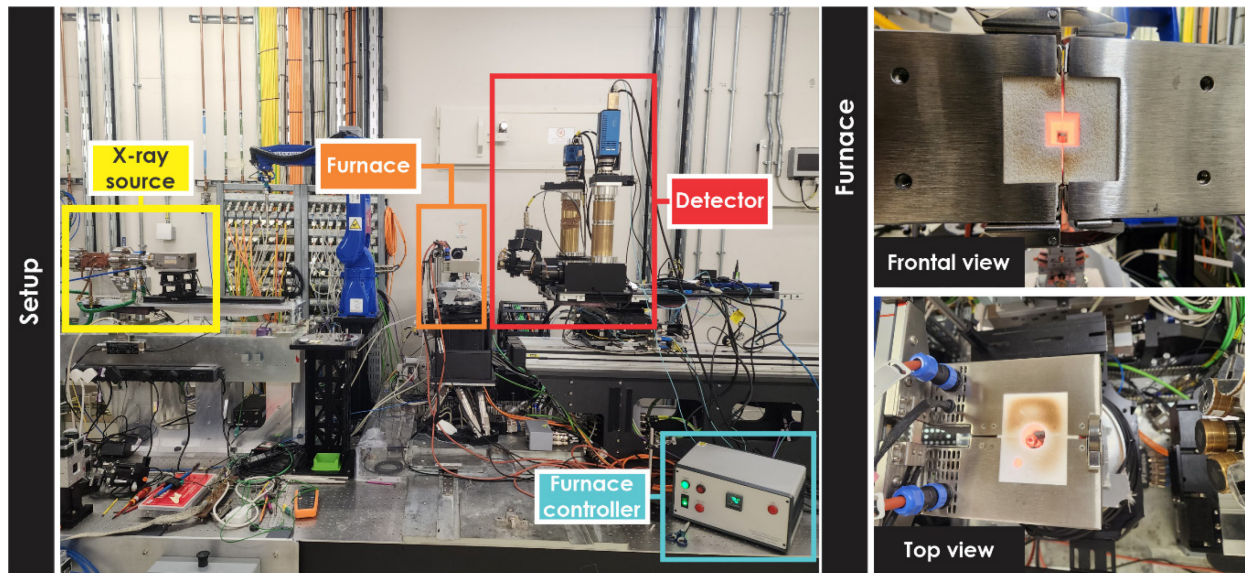 Setup
X-ray
source
Furnace
Detector
Furnace
controller
Furnace
Frontal view
Top view